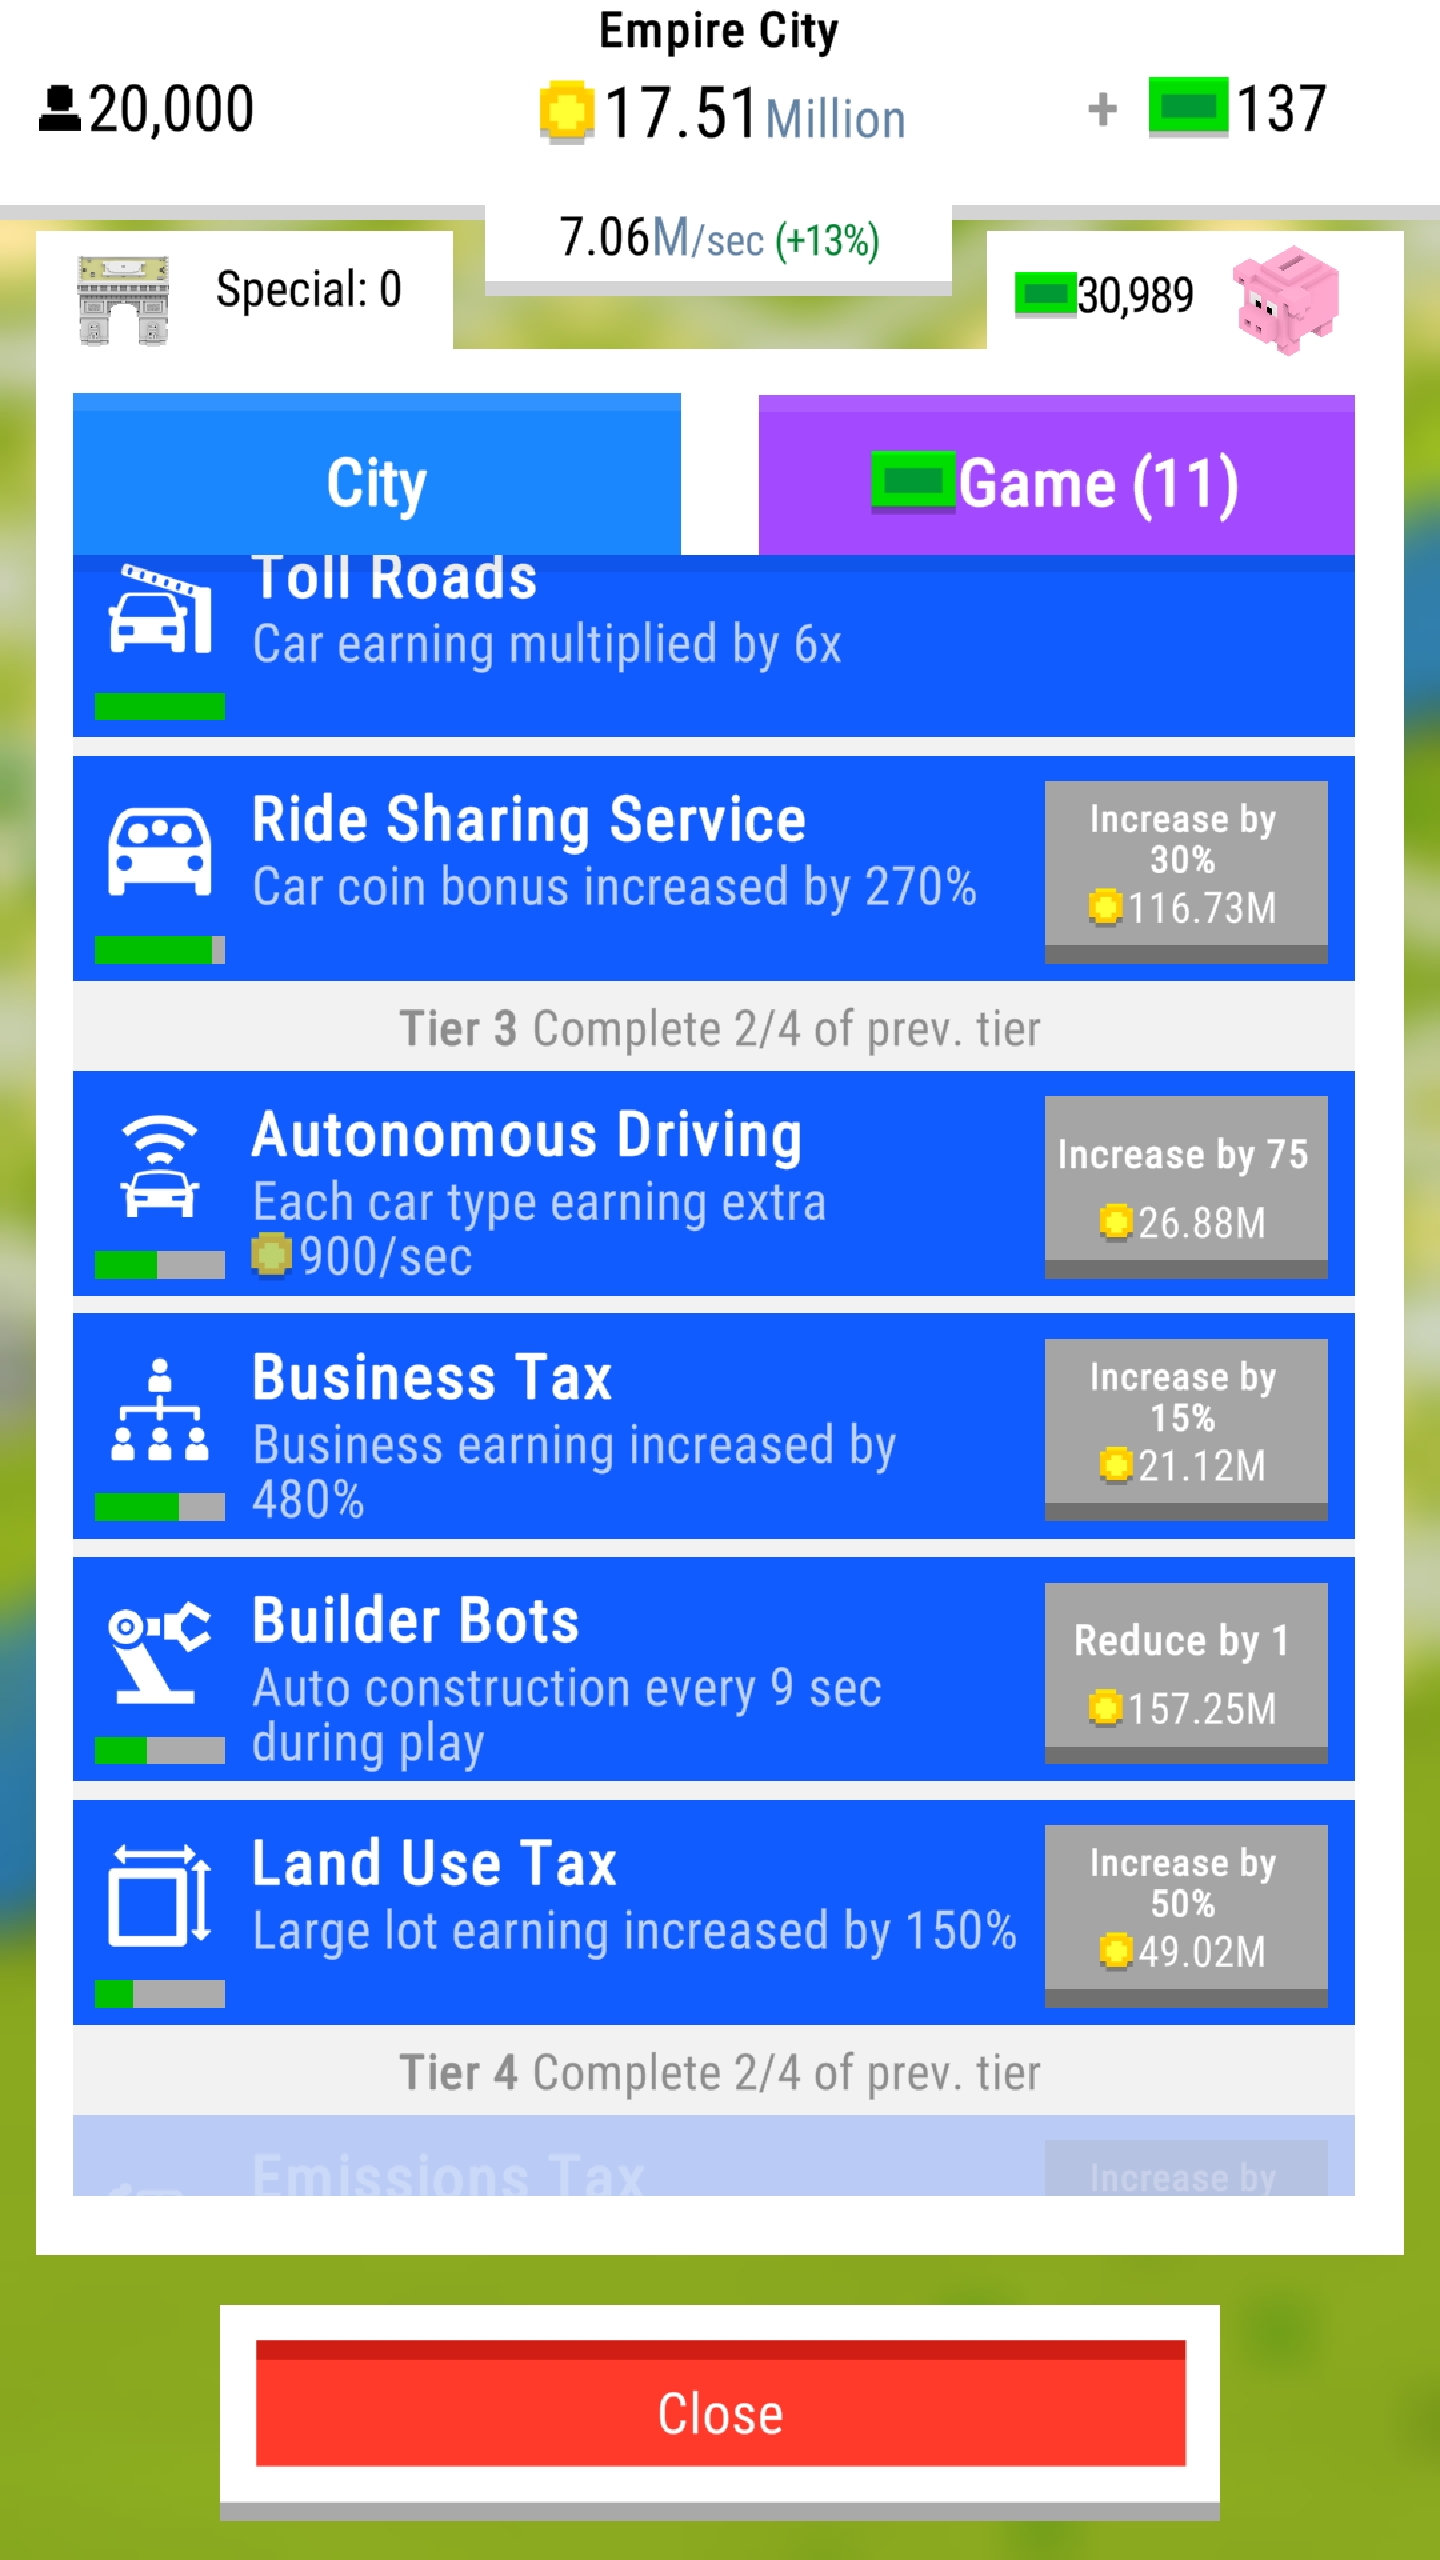 Empire City
20,000
17.51 Million
+ 137
7.06M/sec (+13%)
Special: 0
30,989
City
Game (11)
Toll Roads
Car earning multiplied by 6x
Ride Sharing Service
Car coin bonus increased by 270%
Increase by
30%
116.73M
Tier 3 Complete 2/4 of prev. tier
Autonomous Driving
Each car type earning extra
900/sec
Increase by 75
26.88M
Business Tax
Business earning increased by
480%
Increase by
15%
21.12M
Builder Bots
Auto construction every 9 sec
during play
Reduce by 1
157.25M
Land Use Tax
Large lot earning increased by 150%
Increase by
50%
49.02M
Tier 4 Complete 2/4 of prev. tier
Emissions Tax
Increase by
Close